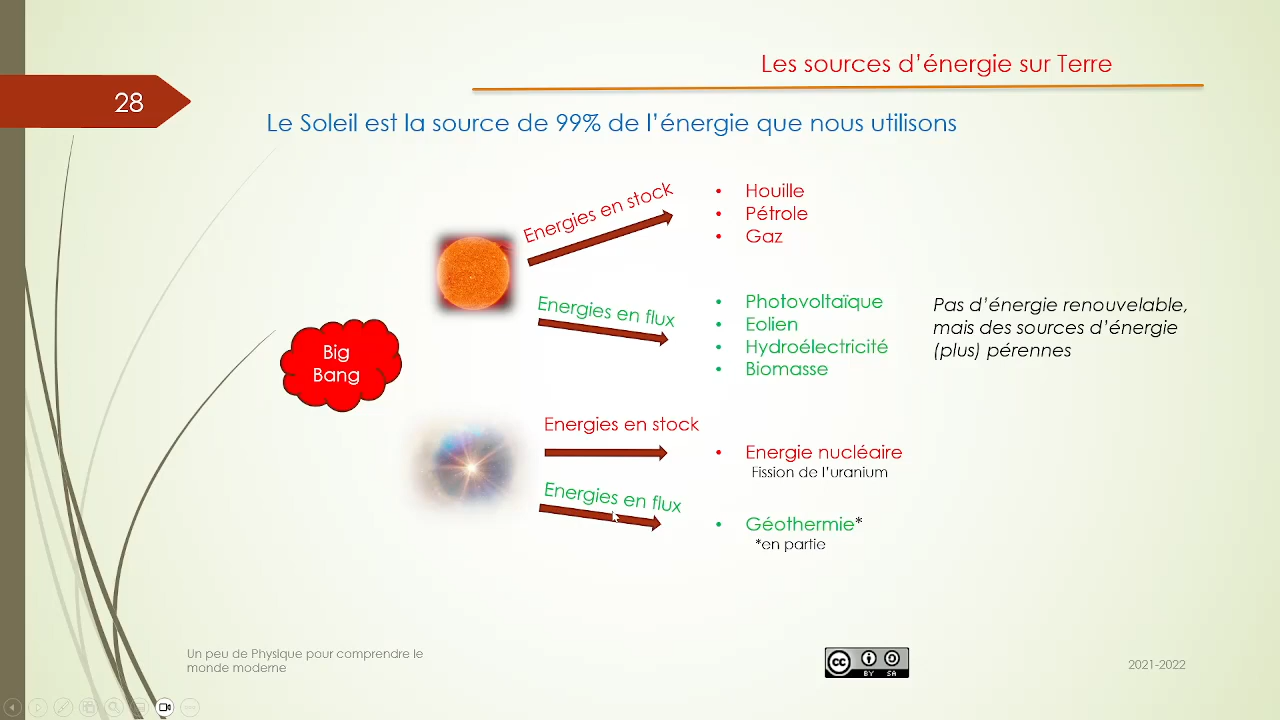 Les sources d'énergie sur Terre
28
Le Soleil est la source de 99% de l'énergie que nous utilisons
Energies en stock
• Houille
• Pétrole
• Gaz
Energies en flux
• Photovoltaïque
• Eolien
• Hydroélectricité
• Biomasse
Pas d'énergie renouvelable,
mais des sources d'énergie
(plus) pérennes
Big
Bang
Energies en stock
• Energie nucléaire
Fission de l'uranium
Energies en flux
• Géothermie*
*en partie
Un peu de Physique pour comprendre le
monde moderne
cc
BY SA
2021-2022